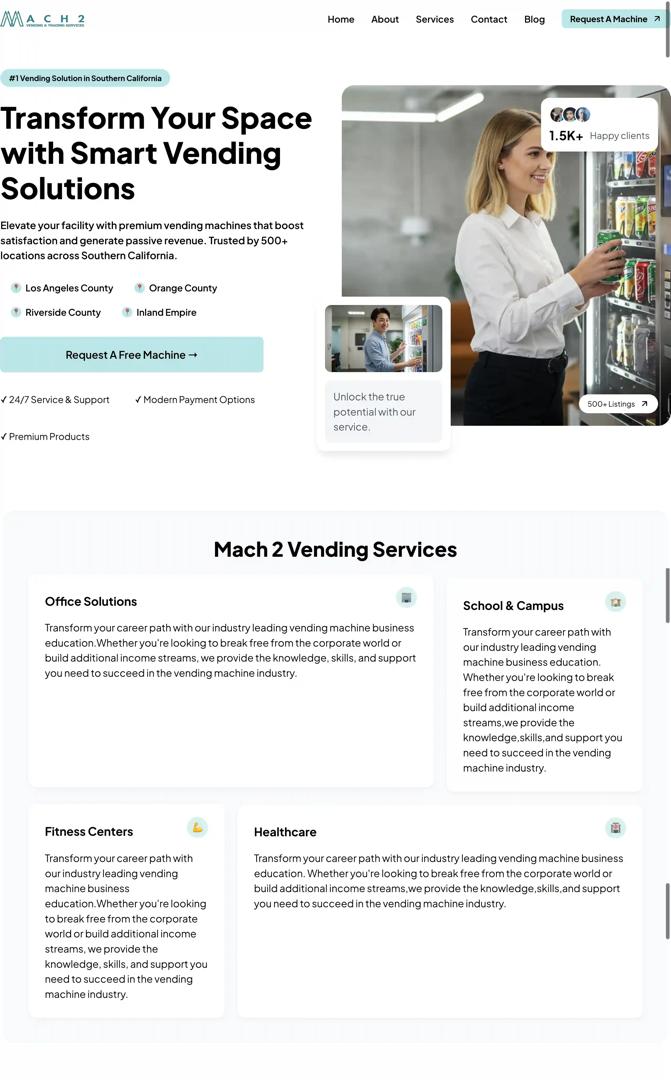 MACH 2
VENDING & TRADING SERVICES
Home About Services Contact Blog Request A Machine ↗
#1 Vending Solution in Southern California
Transform Your Space
with Smart Vending
Solutions
Elevate your facility with premium vending machines that boost
satisfaction and generate passive revenue. Trusted by 500+
locations across Southern California.
Los Angeles County Orange County
Riverside County Inland Empire
Request A Free Machine →
✓ 24/7 Service & Support ✓ Modern Payment Options
✓ Premium Products
1.5K+ Happy clients
Unlock the true
potential with our
service.
500+ Listings ↗
Mach 2 Vending Services
Office Solutions
Transform your career path with our industry leading vending machine business
education.Whether you're looking to break free from the corporate world or
build additional income streams, we provide the knowledge, skills, and support
you need to succeed in the vending machine industry.
School & Campus
Transform your career path with
our industry leading vending
machine business education.
Whether you're looking to break
free from the corporate world or
build additional income
streams,we provide the
knowledge,skills,and support you
need to succeed in the vending
machine industry.
Fitness Centers
Transform your career path with
our industry leading vending
machine business
education.Whether you're looking
to break free from the corporate
world or build additional income
streams, we provide the
knowledge, skills, and support you
need to succeed in the vending
machine industry.
Healthcare
Transform your career path with our industry leading vending machine business
education. Whether you're looking to break free from the corporate world or
build additional income streams,we provide the knowledge,skills,and support
you need to succeed in the vending machine industry.